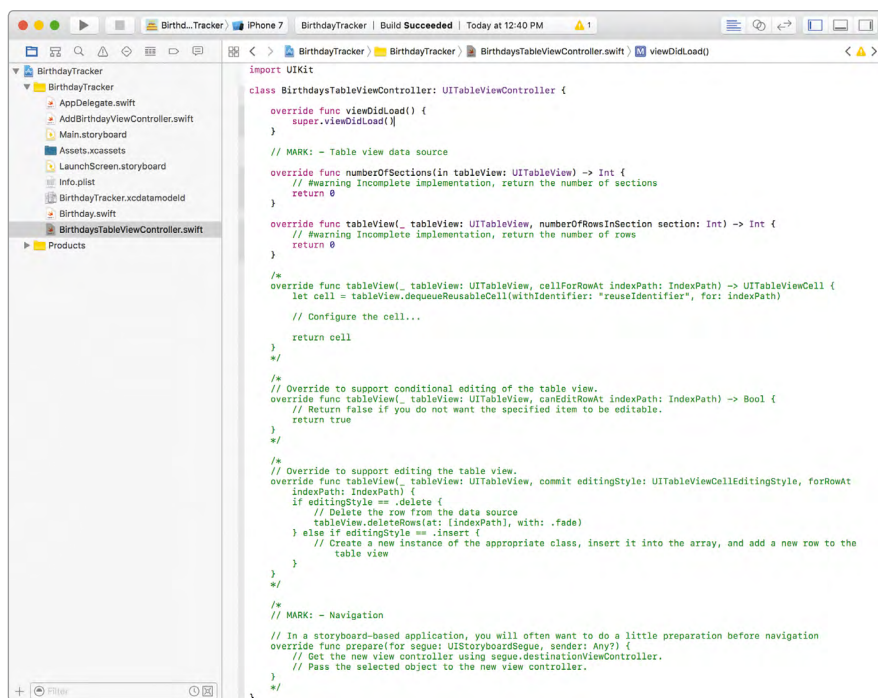 Birthd...Tracker
iPhone 7
BirthdayTracker | Build Succeeded | Today at 12:40 PM
1
BirthdayTracker
BirthdayTracker
BirthdaysTableViewController.swift
M viewDidLoad()
BirthdayTracker
BirthdayTracker
AppDelegate.swift
AddBirthdayViewController.swift
Main.storyboard
Assets.xcassets
LaunchScreen.storyboard
Info.plist
BirthdayTracker.xcdatamodeld
Birthday.swift
BirthdaysTableViewController.swift
Products
Filter
import UIKit
class BirthdaysTableViewController: UITableViewController {
override func viewDidLoad() {
super.viewDidLoad()
}
// MARK: - Table view data source
override func numberOfSections(in tableView: UITableView) -> Int {
// #warning Incomplete implementation, return the number of sections
return 0
}
override func tableView(_ tableView: UITableView, numberOfRowsInSection section: Int) -> Int {
// #warning Incomplete implementation, return the number of rows
return 0
}
/*
override func tableView(_ tableView: UITableView, cellForRowAt indexPath: IndexPath) -> UITableViewCell {
let cell = tableView.dequeueReusableCell(withIdentifier: "reuseIdentifier", for: indexPath)
// Configure the cell...
return cell
}
*/
/*
// Override to support conditional editing of the table view.
override func tableView(_ tableView: UITableView, canEditRowAt indexPath: IndexPath) -> Bool {
// Return false if you do not want the specified item to be editable.
return true
}
*/
/*
// Override to support editing the table view.
override func tableView(_ tableView: UITableView, commit editingStyle: UITableViewCellEditingStyle, forRowAt
indexPath: IndexPath) {
if editingStyle == .delete {
// Delete the row from the data source
tableView.deleteRows(at: [indexPath], with: .fade)
} else if editingStyle == .insert {
// Create a new instance of the appropriate class, insert it into the array, and add a new row to the
table view
}
}
*/
/*
// MARK: - Navigation
// In a storyboard-based application, you will often want to do a little preparation before navigation
override func prepare(for segue: UIStoryboardSegue, sender: Any?) {
// Get the new view controller using segue.destinationViewController.
// Pass the selected object to the new view controller.
}
*/
}